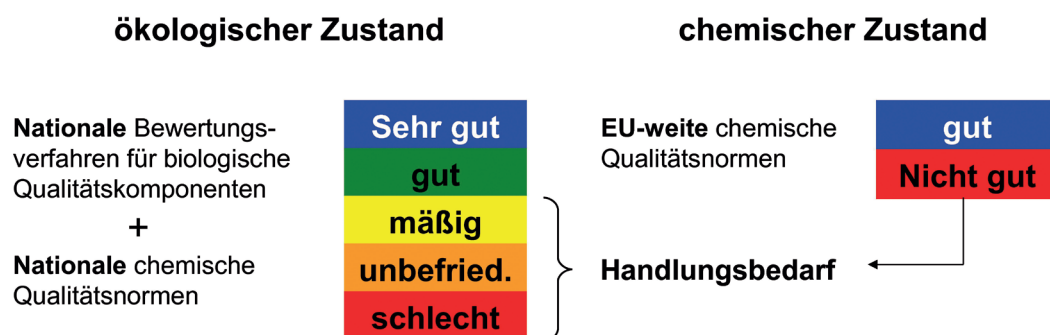 ökologischer Zustand
chemischer Zustand
Nationale Bewertungs-
verfahren für biologische
Qualitätskomponenten
+
Nationale chemische
Qualitätsnormen
Sehr gut
gut
mäßig
unbefried.
schlecht
EU-weite chemische
Qualitätsnormen
gut
Nicht gut
Handlungsbedarf